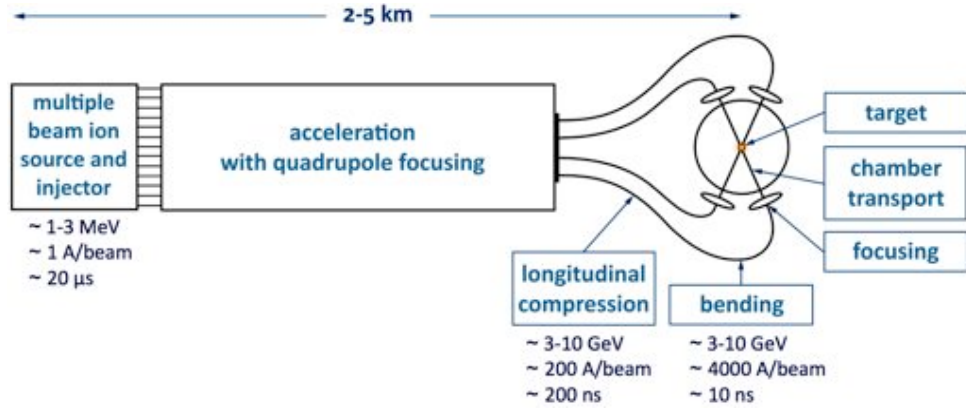 2-5 km
multiple
beam ion
source and
injector
acceleration
with quadrupole focusing
~ 1-3 MeV
~ 1 A/beam
~ 20 µs
target
chamber
transport
focusing
longitudinal
compression
~ 3-10 GeV
~ 200 A/beam
~ 200 ns
bending
~ 3-10 GeV
~ 4000 A/beam
~ 10 ns